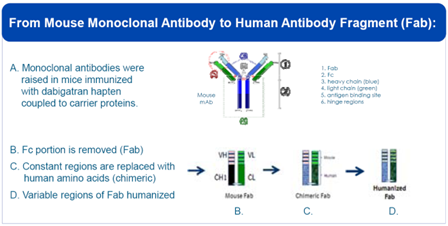 From Mouse Monoclonal Antibody to Human Antibody Fragment (Fab):
A. Monoclonal antibodies were
raised in mice immunized
with dabigatran hapten
coupled to carrier proteins.
Mouse
mAb
1. Fab
2. Fc
3. heavy chain (blue)
4. light chain (green)
5. antigen binding site
6. hinge regions
B. Fc portion is removed (Fab)
C. Constant regions are replaced with
human amino acids (chimeric)
D. Variable regions of Fab humanized
VH
VL
CH1
CL
Mouse Fab
Mouse
Human
Chimeric Fab
Humanized
Fab
B.
C.
D.